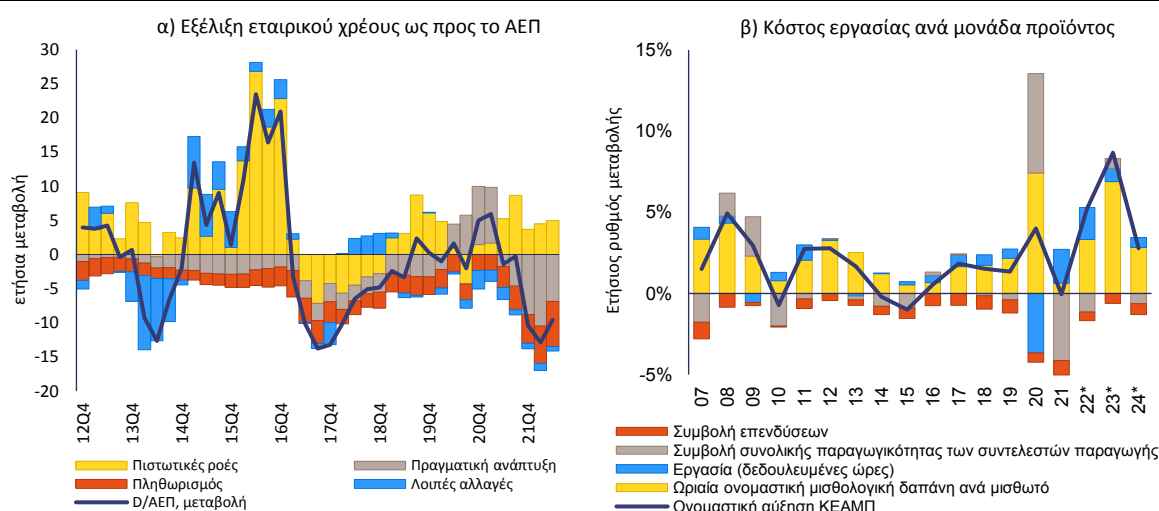 α) Εξέλιξη εταιρικού χρέους ως προς το ΑΕΠ
ετήσια μεταβολή
30
25
20
15
10
5
0
-5
-10
-15
-20
12Q4
13Q4
14Q4
15Q4
16Q4
17Q4
18Q4
19Q4
20Q4
21Q4
Πιστωτικές ροές
Πραγματική ανάπτυξη
Πληθωρισμός
Λοιπές αλλαγές
D/ΑΕΠ, μεταβολή
β) Κόστος εργασίας ανά μονάδα προϊόντος
Ετήσιος ρυθμός μεταβολής
15%
10%
5%
0%
-5%
07
08
09
10
11
12
13
14
15
16
17
18
19
20
21
22*
23*
24*
Συμβολή επενδύσεων
Συμβολή συνολικής παραγωγικότητας των συντελεστών παραγωγής
Εργασία (δεδουλευμένες ώρες)
Ωριαία ονομαστική μισθολογική δαπάνη ανά μισθωτό
Ονομαστική αύξηση ΚΕΑΜΠ